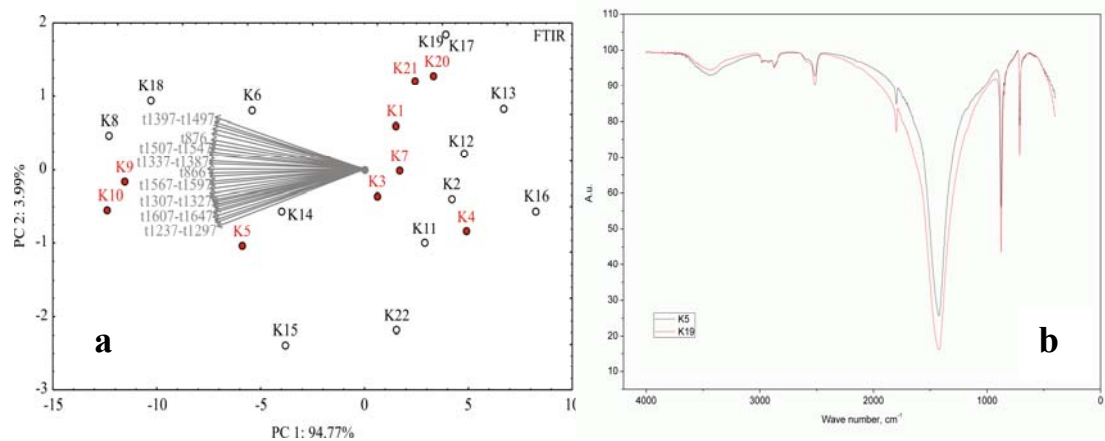 2
FTIR
K19 K17
K21 K20
K13
K18
K6
K1
1
t1397-t1497
K8
t876
K12
t1507-t1547
K9
t1337-t1387
K7
0
t866
K10
t1567-t1597
K3
K2
K16
t1307-t1327
K14
K4
t1607-t1647
K5
t1237-t1297
K11
-1
K15
K22
-2
a
-3
-15 -10 -5 0 5 10
PC 1: 94.77%
PC 2: 3.99%
110
100
90
80
70
60
50
40
30
20
10
A.u.
K5
K19
b
4000 3000 2000 1000 0
Wave number, cm-1